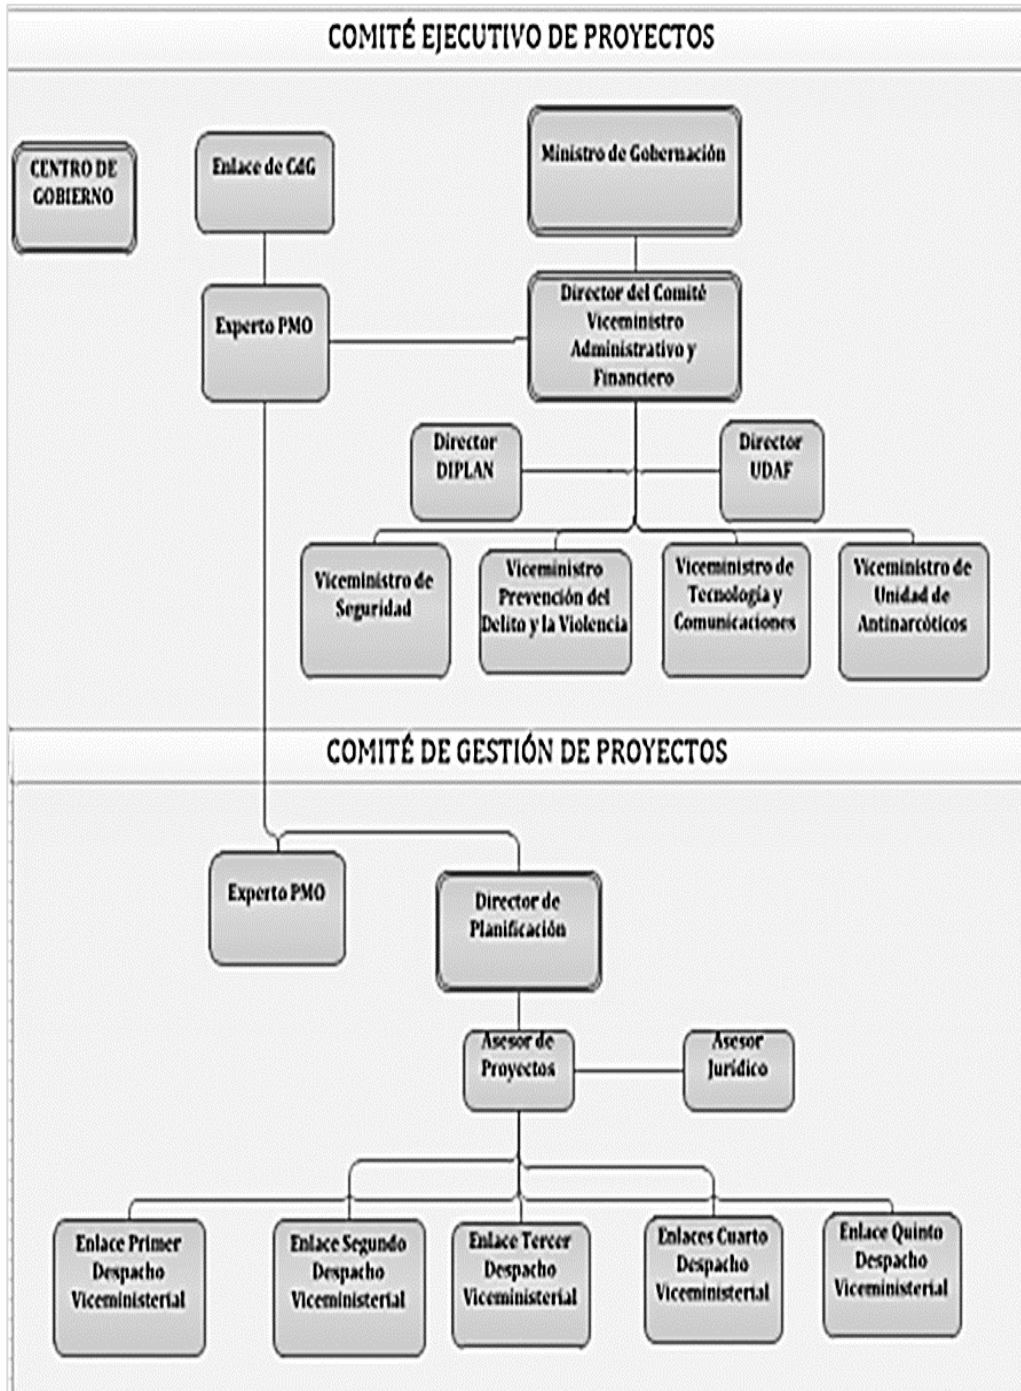 COMITÉ EJECUTIVO DE PROYECTOS
CENTRO DE
GOBIERNO
Enlace de CdG
Ministro de Gobernación
Experto PMO
Director del Comité
Viceministro
Administrativo y
Financiero
Director
DIPLAN
Director
UDAF
Viceministro de
Seguridad
Viceministro
Prevención del
Delito y la Violencia
Viceministro de
Tecnología y
Comunicaciones
Viceministro de
Unidad de
Antinarcóticos
COMITÉ DE GESTIÓN DE PROYECTOS
Experto PMO
Director de
Planificación
Asesor de
Proyectos
Asesor
Jurídico
Enlace Primer
Despacho
Viceministerial
Enlace Segundo
Despacho
Viceministerial
Enlace Tercer
Despacho
Viceministerial
Enlaces Cuarto
Despacho
Viceministerial
Enlace Quinto
Despacho
Viceministerial